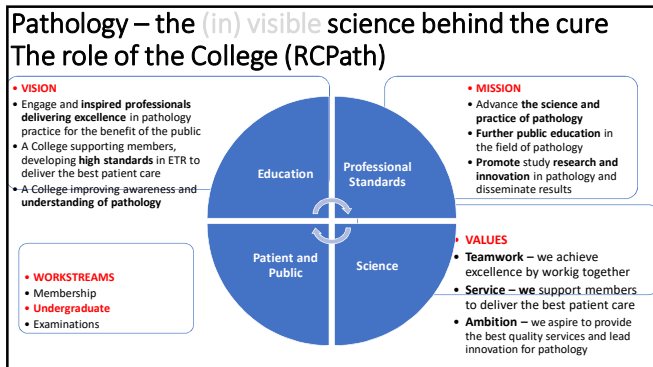 Pathology – the (in) visible science behind the cure
The role of the College (RCPath)
• VISION
• Engage and inspired professionals
delivering excellence in pathology
practice for the benefit of the public
• A College supporting members,
developing high standards in ETR to
deliver the best patient care
• A College improving awareness and
understanding of pathology
• MISSION
• Advance the science and
practice of pathology
• Further public education in
the field of pathology
• Promote study research and
innovation in pathology and
disseminate results
Education
Professional
Standards
Patient and
Public
Science
• WORKSTREAMS
• Membership
• Undergraduate
• Examinations
• VALUES
• Teamwork – we achieve
excellence by workig together
• Service – we support members
to deliver the best patient care
• Ambition – we aspire to provide
the best quality services and lead
innovation for pathology